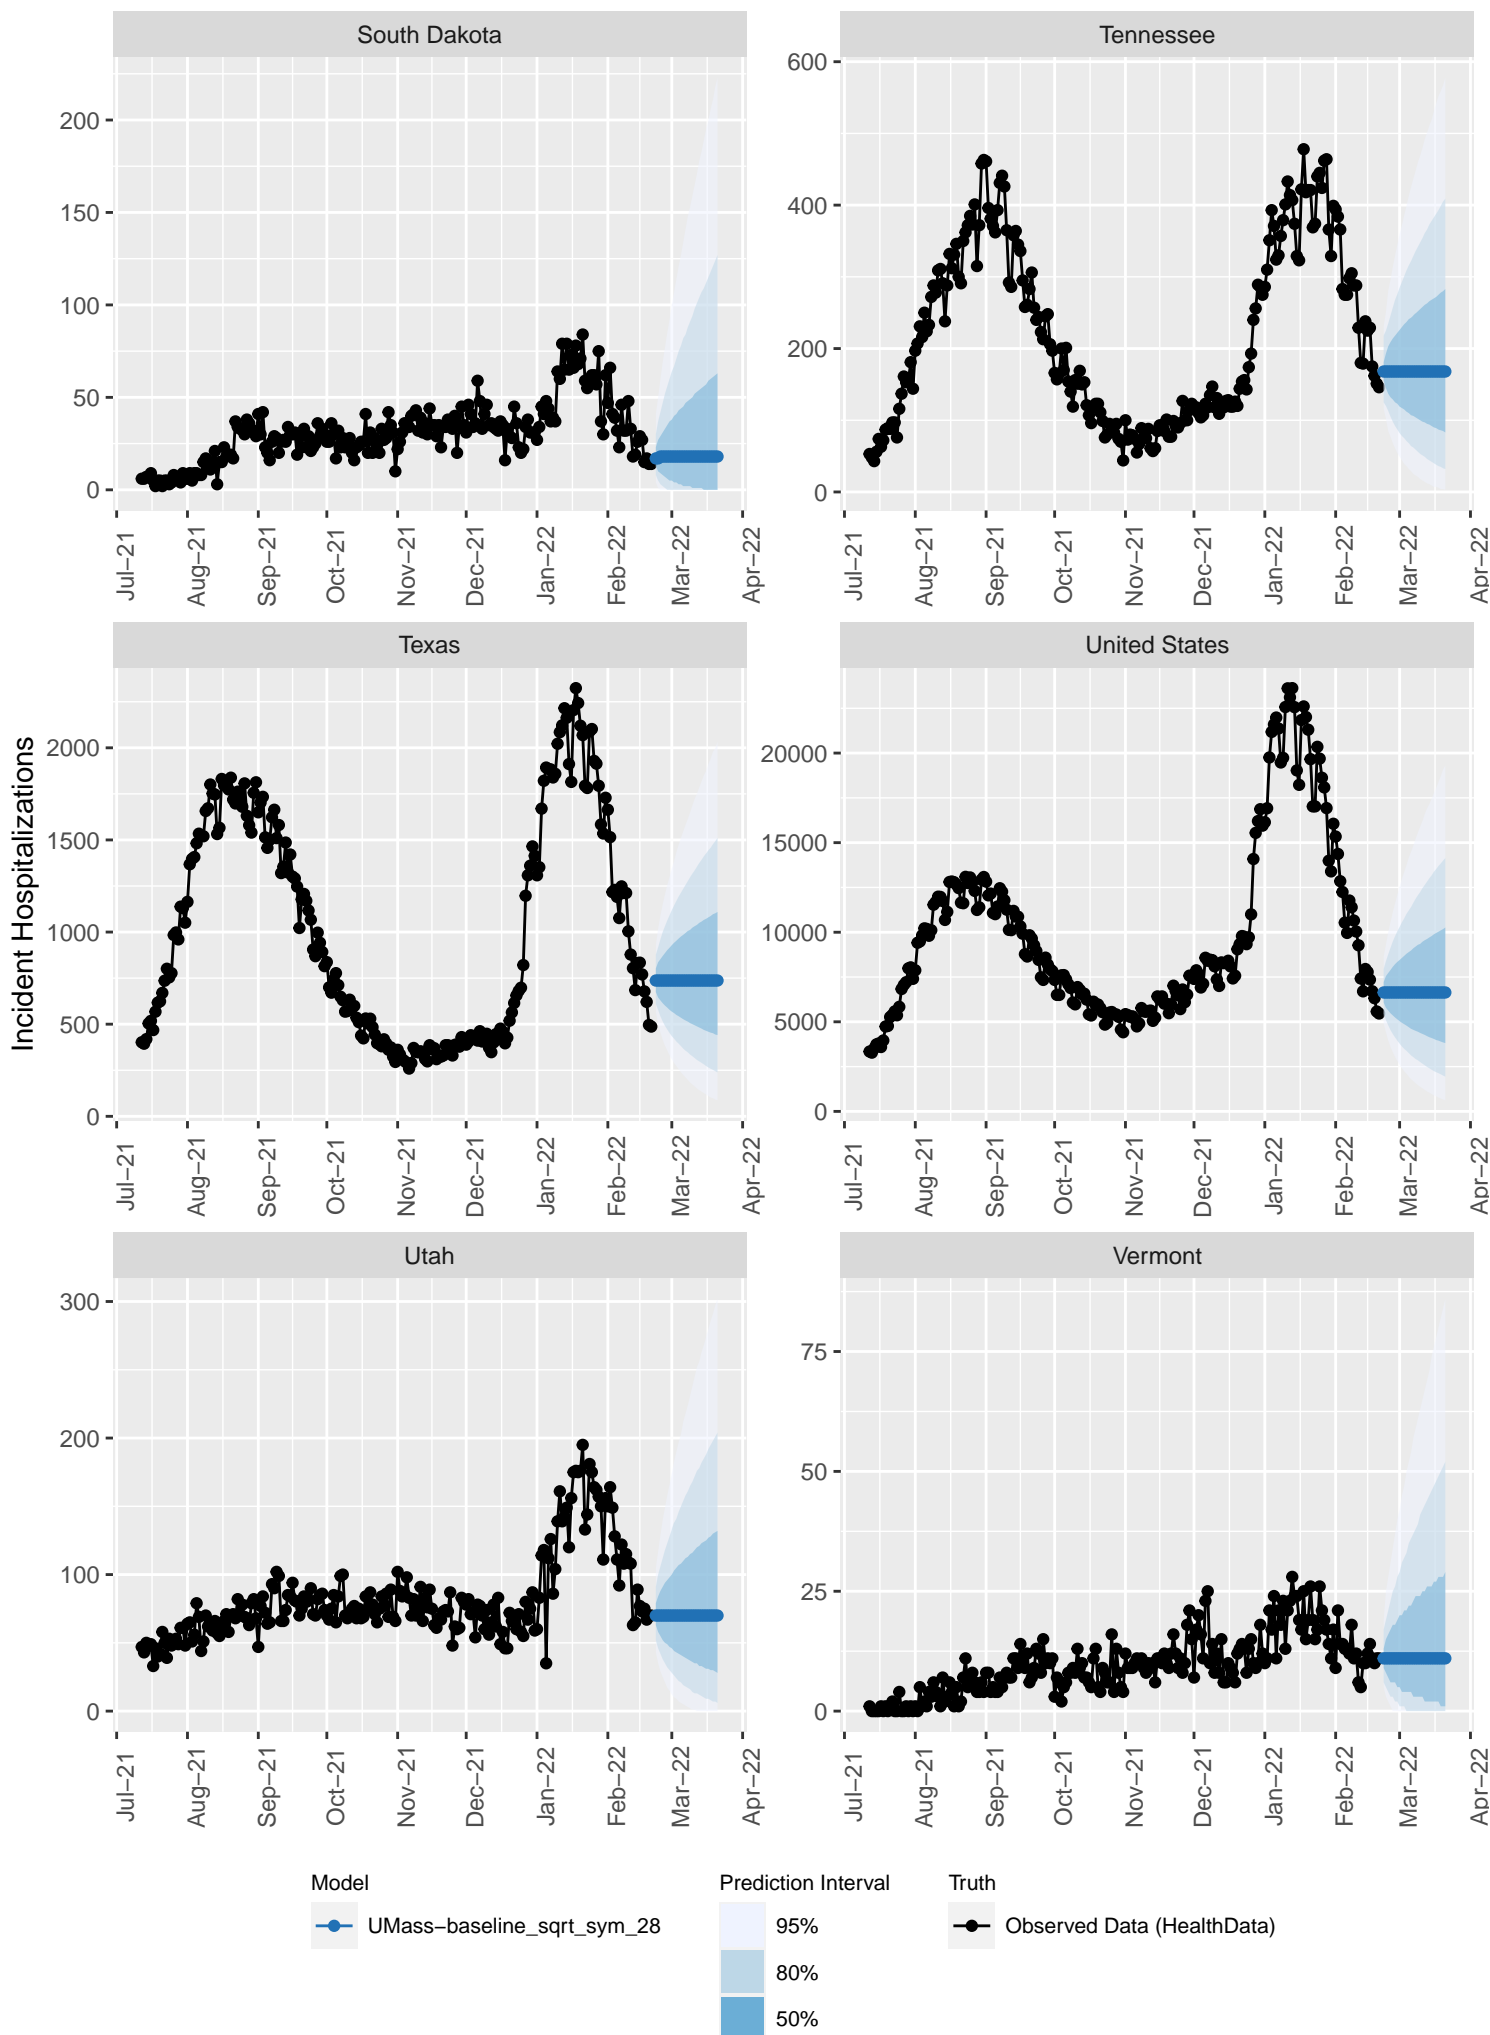 South Dakota
Tennessee
200
150
100
50
0
600
400
200
0
Jul−21
Aug−21
Sep−21
Oct−21
Nov−21
Dec−21
Jan−22
Feb−22
Mar−22
Apr−22
Jul−21
Aug−21
Sep−21
Oct−21
Nov−21
Dec−21
Jan−22
Feb−22
Mar−22
Apr−22
Incident Hospitalizations
Texas
United States
2000
1500
1000
500
0
20000
15000
10000
5000
0
Jul−21
Aug−21
Sep−21
Oct−21
Nov−21
Dec−21
Jan−22
Feb−22
Mar−22
Apr−22
Jul−21
Aug−21
Sep−21
Oct−21
Nov−21
Dec−21
Jan−22
Feb−22
Mar−22
Apr−22
Utah
Vermont
300
200
100
0
75
50
25
0
Jul−21
Aug−21
Sep−21
Oct−21
Nov−21
Dec−21
Jan−22
Feb−22
Mar−22
Apr−22
Jul−21
Aug−21
Sep−21
Oct−21
Nov−21
Dec−21
Jan−22
Feb−22
Mar−22
Apr−22
Model
UMass−baseline_sqrt_sym_28
Prediction Interval
95%
80%
50%
Truth
Observed Data (HealthData)